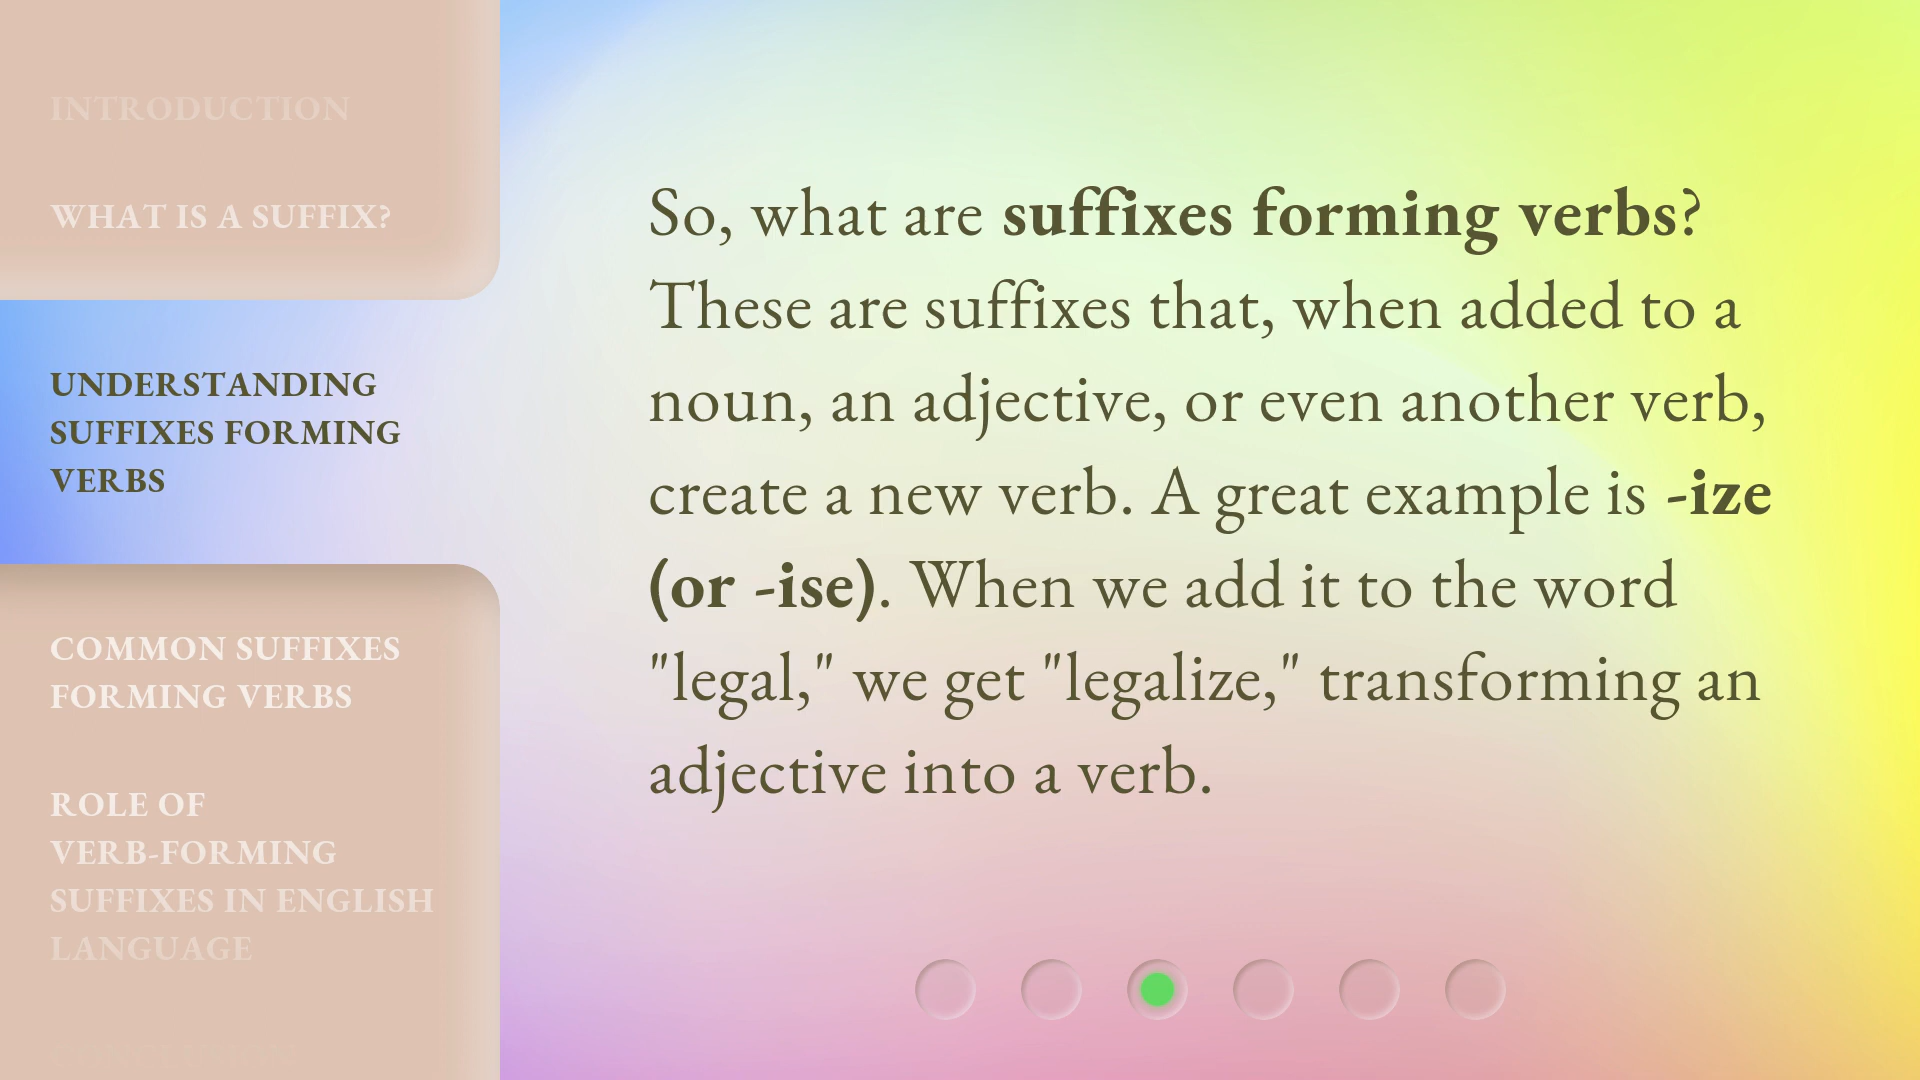 INTRODUCTION
WHAT IS A SUFFIX?
UNDERSTANDING
SUFFIXES FORMING
VERBS
COMMON SUFFIXES
FORMING VERBS
ROLE OF
VERB-FORMING
SUFFIXES IN ENGLISH
LANGUAGE
CONCLUSION
So, what are suffixes forming verbs?
These are suffixes that, when added to a
noun, an adjective, or even another verb,
create a new verb. A great example is -ize
(or -ise). When we add it to the word
"legal," we get "legalize," transforming an
adjective into a verb.